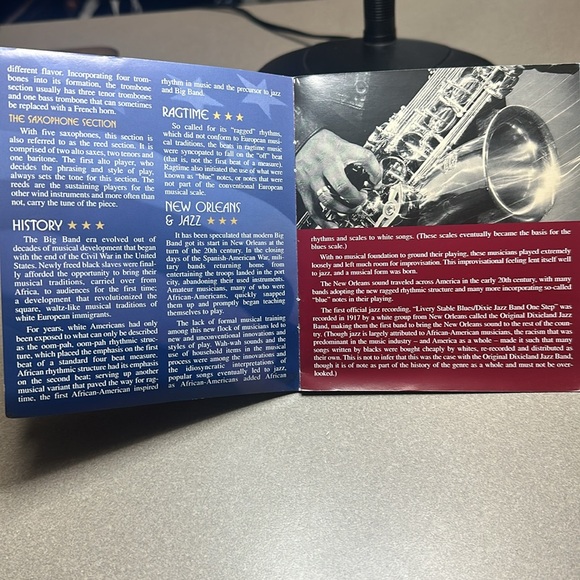 different flavor. Incorporating four trom-
bones into its formation, the trombone
section usually has three tenor trombones
and one bass trombone that can sometimes
be replaced with a French horn.
THE SAXOPHONE SECTION
With five saxophones, this section is
also referred to as the reed section. It is
comprised of two alto saxes, two tenors and
one baritone. The first alto player, who
decides the phrasing and style of play,
always sets the tone for this section. The
reeds are the sustaining players for the
other wind instruments and more often than
not, carry the tune of the piece.
HISTORY ★ ★ ★
The Big Band era evolved out of
decades of musical development that began
with the end of the Civil War in the United
States. Newly freed black slaves were final-
ly afforded the opportunity to bring their
musical traditions, carried over from
Africa, to audiences for the first time;
a development that revolutionized the
square, waltz-like musical traditions of
white European immigrants.
For years, white Americans had only
been exposed to what can only be described
as the oom-pah, oom-pah rhythmic struc-
ture, which placed the emphasis on the first
beat of a standard four beat measure.
African rhythmic structure had its emphasis
on the second beat; serving up another
musical variant that paved the way for rag-
time, the first African-American inspired
rhythm in music and the precursor to jazz
and Big Band.
RAGTIME ★ ★ ★
So called for its "ragged" rhythms,
which did not conform to European musi-
cal traditions, the beats in ragtime music
were syncopated to fall on the "off" beat
(that is, not the first beat of a measure).
Ragtime also initiated the use of what were
known as "blue" notes, or notes that were
not part of the conventional European
musical scale.
NEW ORLEANS
& JAZZ ★ ★ ★
It has been speculated that modern Big
Band got its start in New Orleans at the
turn of the 20th century. In the closing
days of the Spanish-American War, mili-
tary bands returning home from
entertaining the troops landed in the port
city, abandoning their used instruments.
Amateur musicians, many of who were
African-Americans, quickly snapped
them up and promptly began teaching
themselves to play.
The lack of formal musical training
among this new flock of musicians led to
new and unconventional innovations and
styles of play. Wah-wah sounds and the
use of household items in the musical
process were among the innovations and
the idiosyncratic interpretations of
popular songs eventually led to jazz,
as African-Americans added African
rhythms and scales to white songs. (These scales eventually became the basis for the
blues scale.)
With no musical foundation to ground their playing, these musicians played extremely
loosely and left much room for improvisation. This improvisational feeling lent itself well
to jazz, and a musical form was born.
The New Orleans sound traveled across America in the early 20th century, with many
bands adopting the new ragged rhythmic structure and many more incorporating so-called
"blue" notes in their playing.
The first official jazz recording, "Livery Stable Blues/Dixie Jazz Band One Step" was
recorded in 1917 by a white group from New Orleans called the Original Dixieland Jazz
Band, making them the first band to bring the New Orleans sound to the rest of the coun-
try. (Though jazz is largely attributed to African-American musicians, the racism that was
predominant in the music industry – and America as a whole – made it such that many
songs written by blacks were bought cheaply by whites, re-recorded and distributed as
their own. This is not to infer that this was the case with the Original Dixieland Jazz Band,
though it is of note as part of the history of the genre as a whole and must not be over-
looked.)